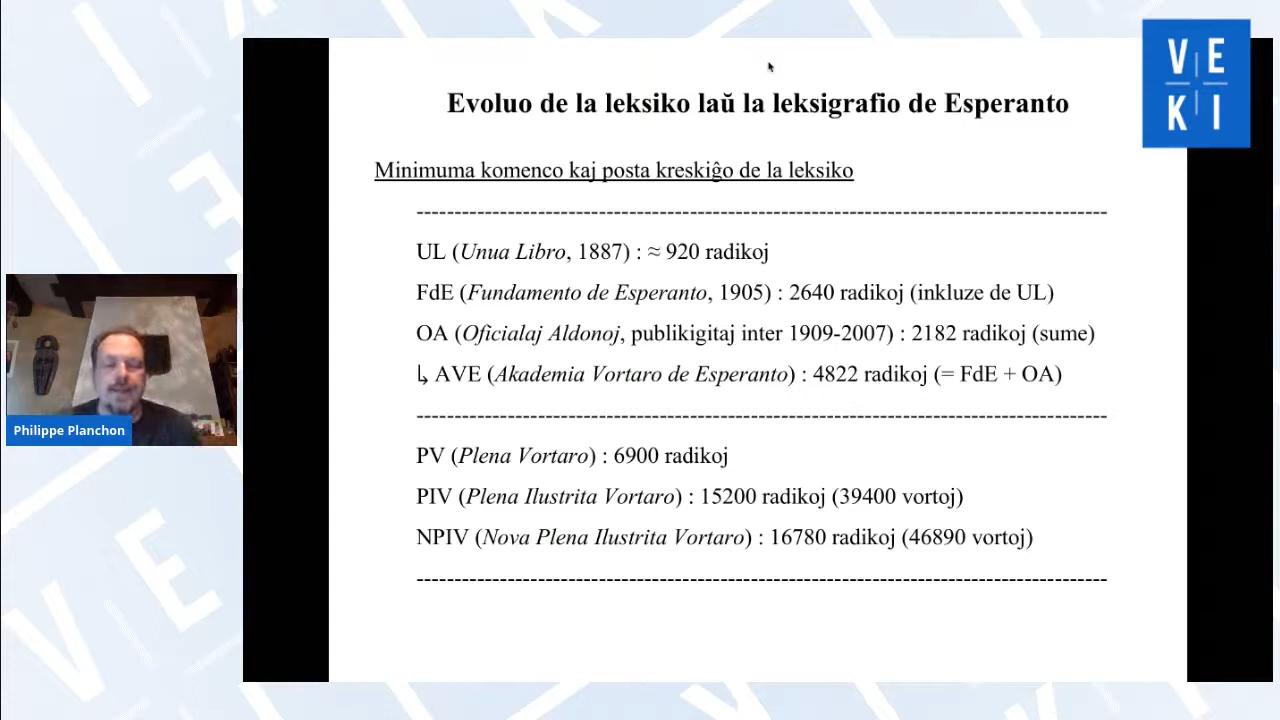 Evoluo de la leksiko laŭ la leksigrafio de Esperanto
Minimuma komenco kaj posta kreskiĝo de la leksiko
UL (Unua Libro, 1887) : ≈ 920 radikoj
FdE (Fundamento de Esperanto, 1905) : 2640 radikoj (inkluze de UL)
OA (Oficialaj Aldonoj, publikigitaj inter 1909-2007) : 2182 radikoj (sume)
↳ AVE (Akademia Vortaro de Esperanto) : 4822 radikoj (= FdE + OA)
PV (Plena Vortaro) : 6900 radikoj
PIV (Plena Ilustrita Vortaro) : 15200 radikoj (39400 vortoj)
NPIV (Nova Plena Ilustrita Vortaro) : 16780 radikoj (46890 vortoj)
Philippe Planchon
VE
KI